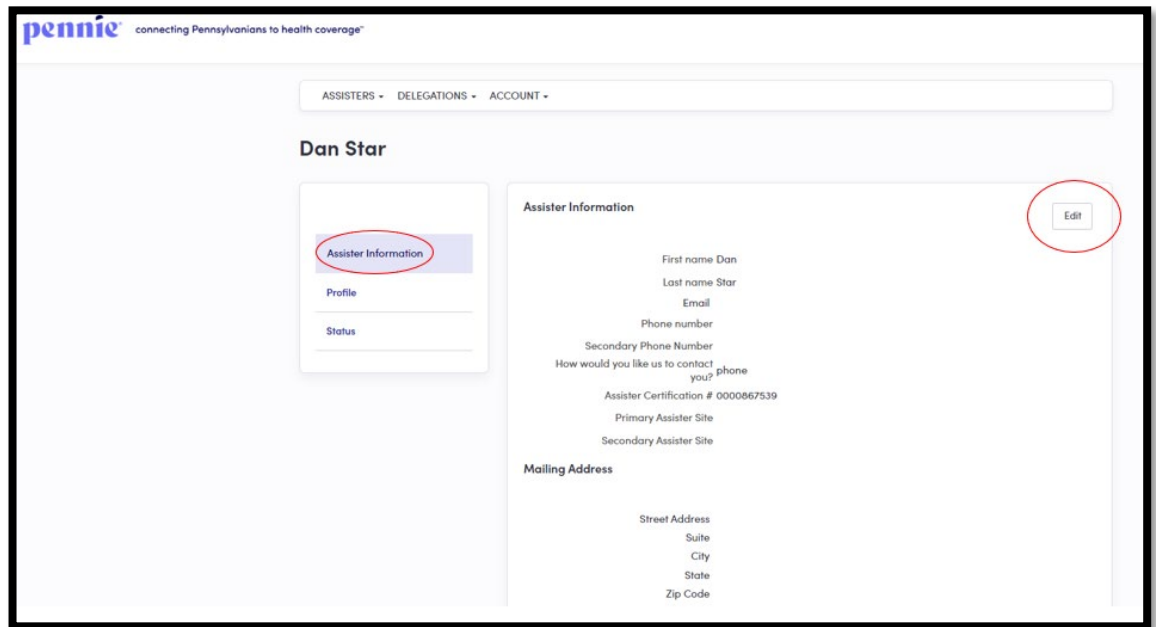 pennie® connecting Pennsylvanians to health coverage™
ASSISTERS DELEGATIONS ACCOUNT
Dan Star
Assister Information
Profile
Status
Assister Information
Edit
First name Dan
Last name Star
Email
Phone number
Secondary Phone Number
How would you like us to contact
you? phone
Assister Certification # 0000867539
Primary Assister Site
Secondary Assister Site
Mailing Address
Street Address
Suite
City
State
Zip Code